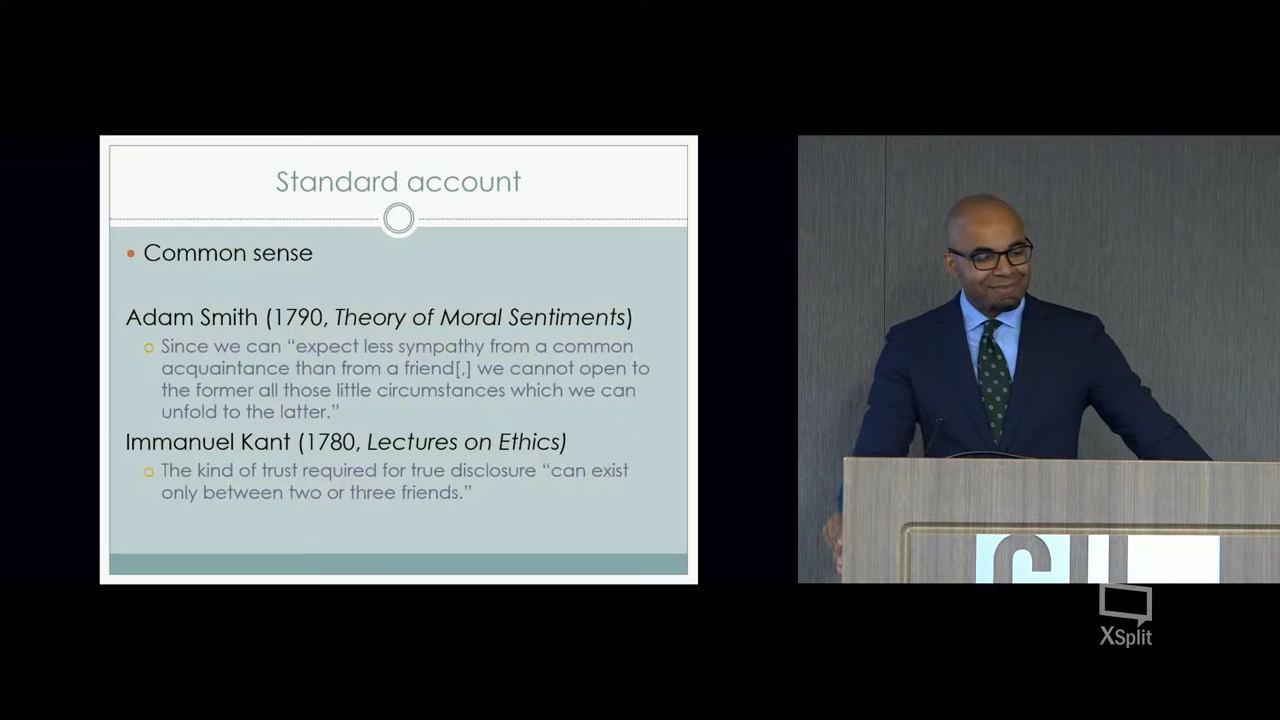 Standard account
• Common sense
Adam Smith (1790, Theory of Moral Sentiments)
Since we can “expect less sympathy from a common
acquaintance than from a friend[,] we cannot open to
the former all those little circumstances which we can
unfold to the latter.”
Immanuel Kant (1780, Lectures on Ethics)
The kind of trust required for true disclosure “can exist
only between two or three friends.”
XSplit